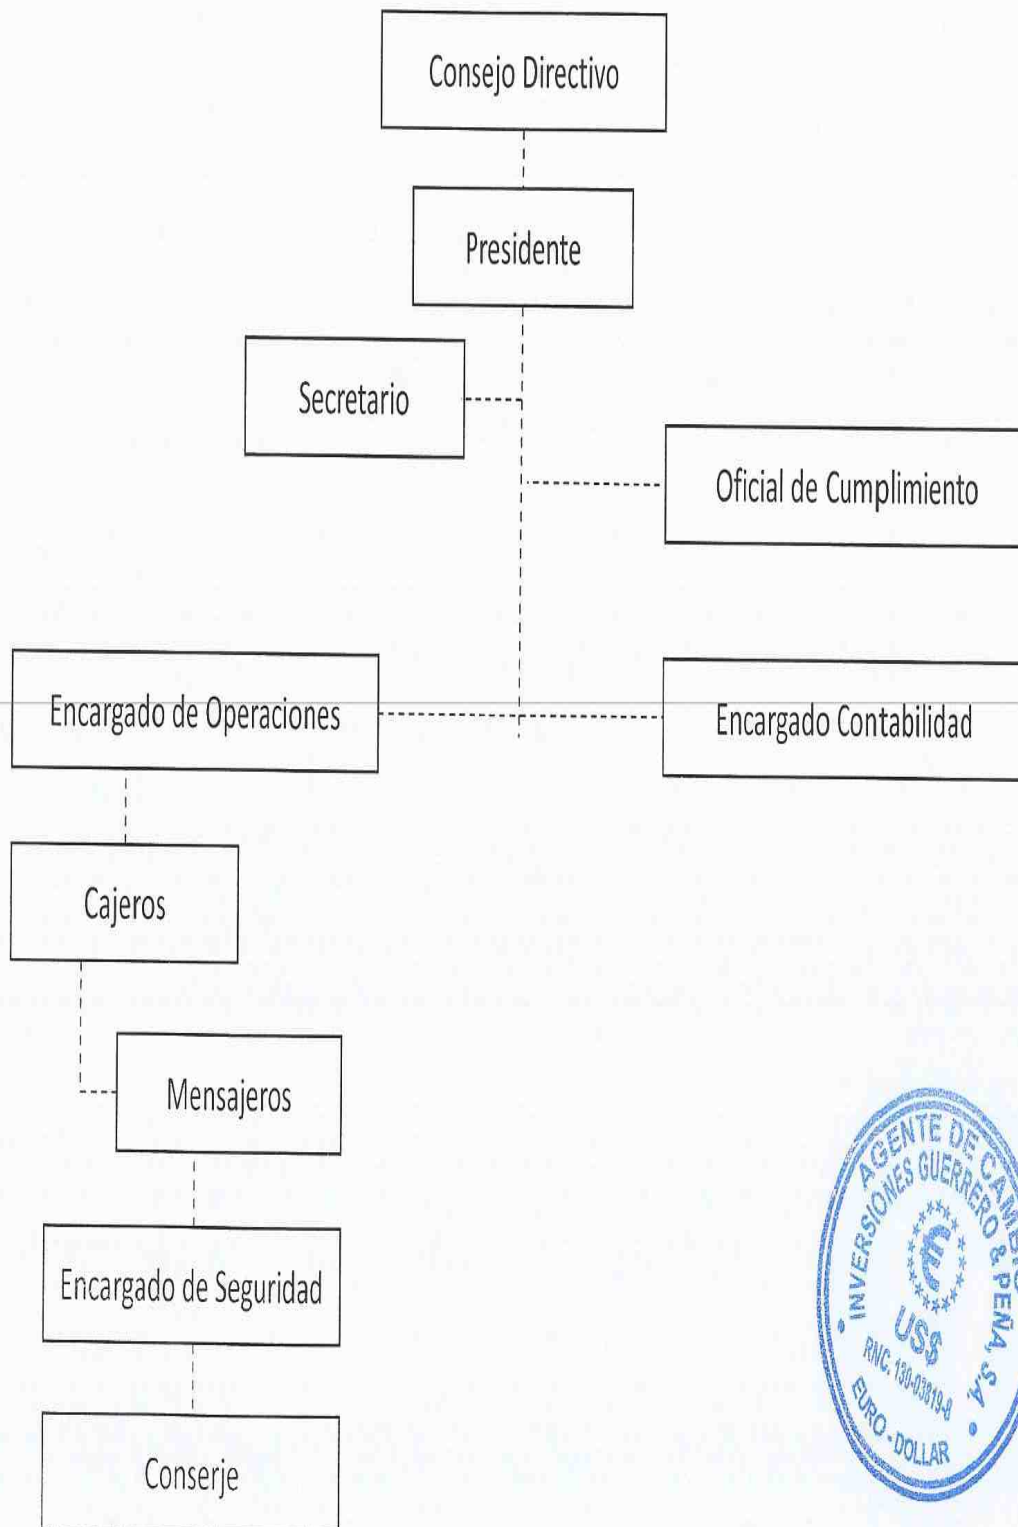 Consejo Directivo
Presidente
Secretario
Oficial de Cumplimiento
Encargado de Operaciones
Encargado Contabilidad
Cajeros
Mensajeros
Encargado de Seguridad
Conserje
AGENTE DE CAMBIO
INVERSIONES GUERRERO & PEÑA, S.A.
€
US$
RNC. 130-03819-8
EURO - DOLLAR